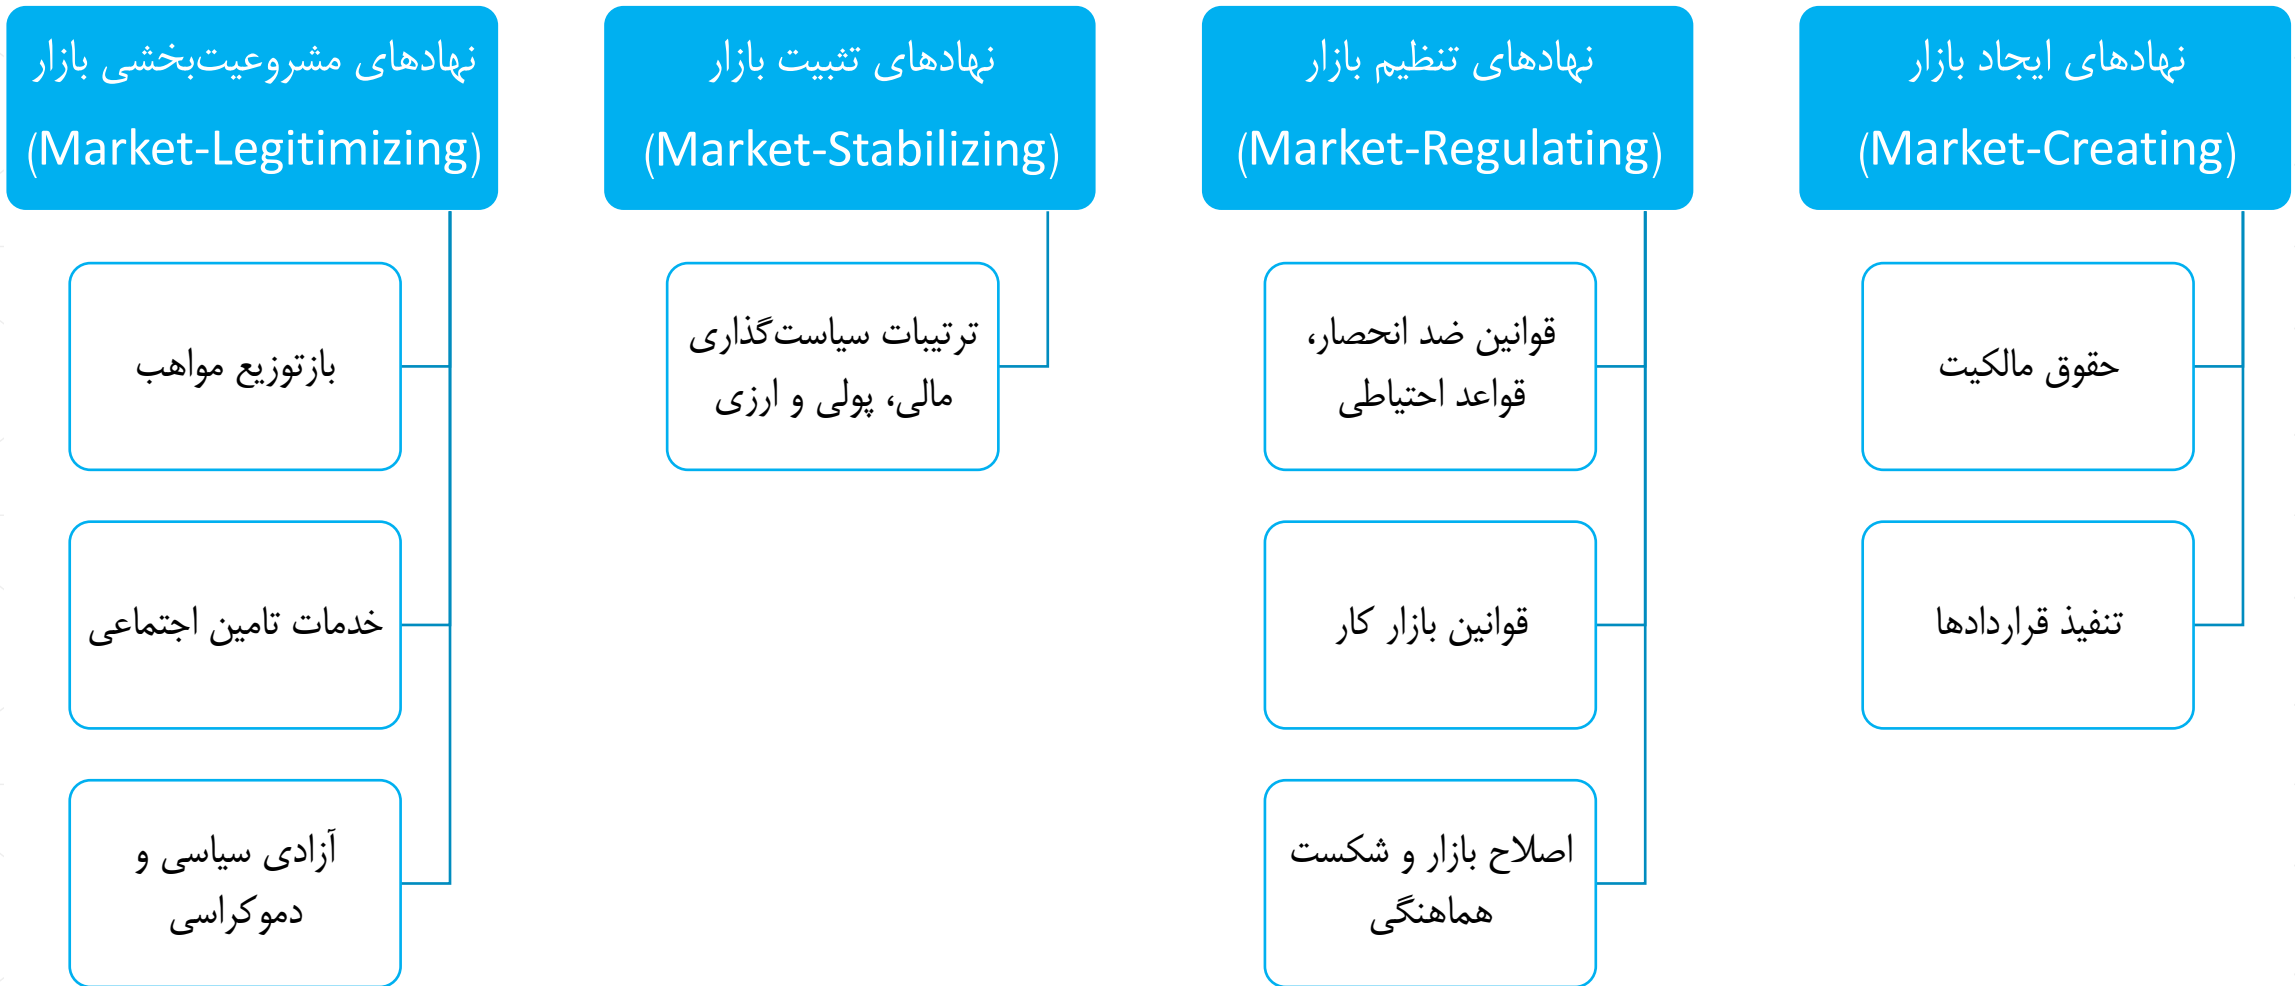 نهادهای ایجاد بازار
(Market-Creating)
حقوق مالکیت
تنفیذ قراردادها
نهادهای تنظیم بازار
(Market-Regulating)
قوانین ضد انحصار،
قواعد احتیاطی
قوانین بازار کار
اصلاح بازار و شکست
هماهنگی
نهادهای تثبیت بازار
(Market-Stabilizing)
ترتیبات سیاست‌گذاری
مالی، پولی و ارزی
نهادهای مشروعیت‌بخشی بازار
(Market-Legitimizing)
بازتوزیع مواهب
خدمات تامین اجتماعی
آزادی سیاسی و
دموکراسی